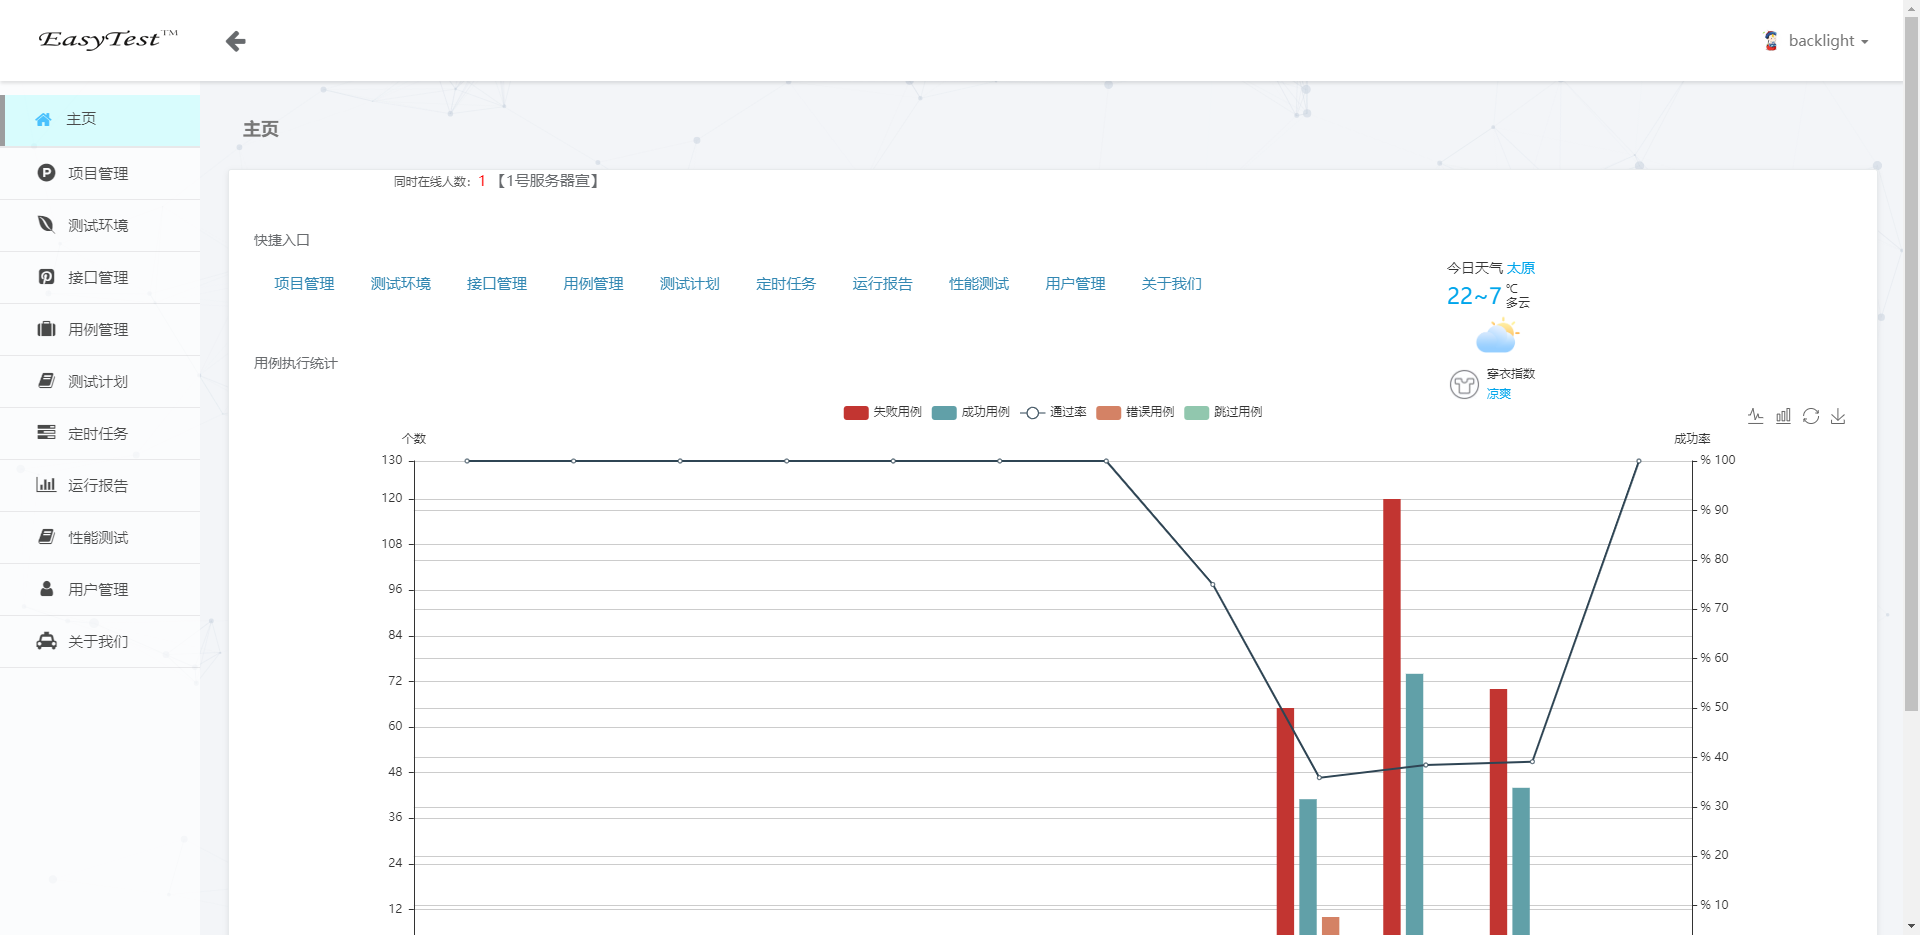 EasyTest™
backlight
主页
项目管理
测试环境
接口管理
用例管理
测试计划
定时任务
运行报告
性能测试
用户管理
关于我们
主页
同时在线人数: 1 【1号服务器宣】
快捷入口
项目管理 测试环境 接口管理 用例管理 测试计划 定时任务 运行报告 性能测试 用户管理 关于我们
今日天气 太原
22~7 ℃
多云
穿衣指数
凉爽
用例执行统计
失败用例 成功用例 通过率 错误用例 跳过用例
个数
成功率
130
120
108
96
84
72
60
48
36
24
12
% 100
% 90
% 80
% 70
% 60
% 50
% 40
% 30
% 20
% 10